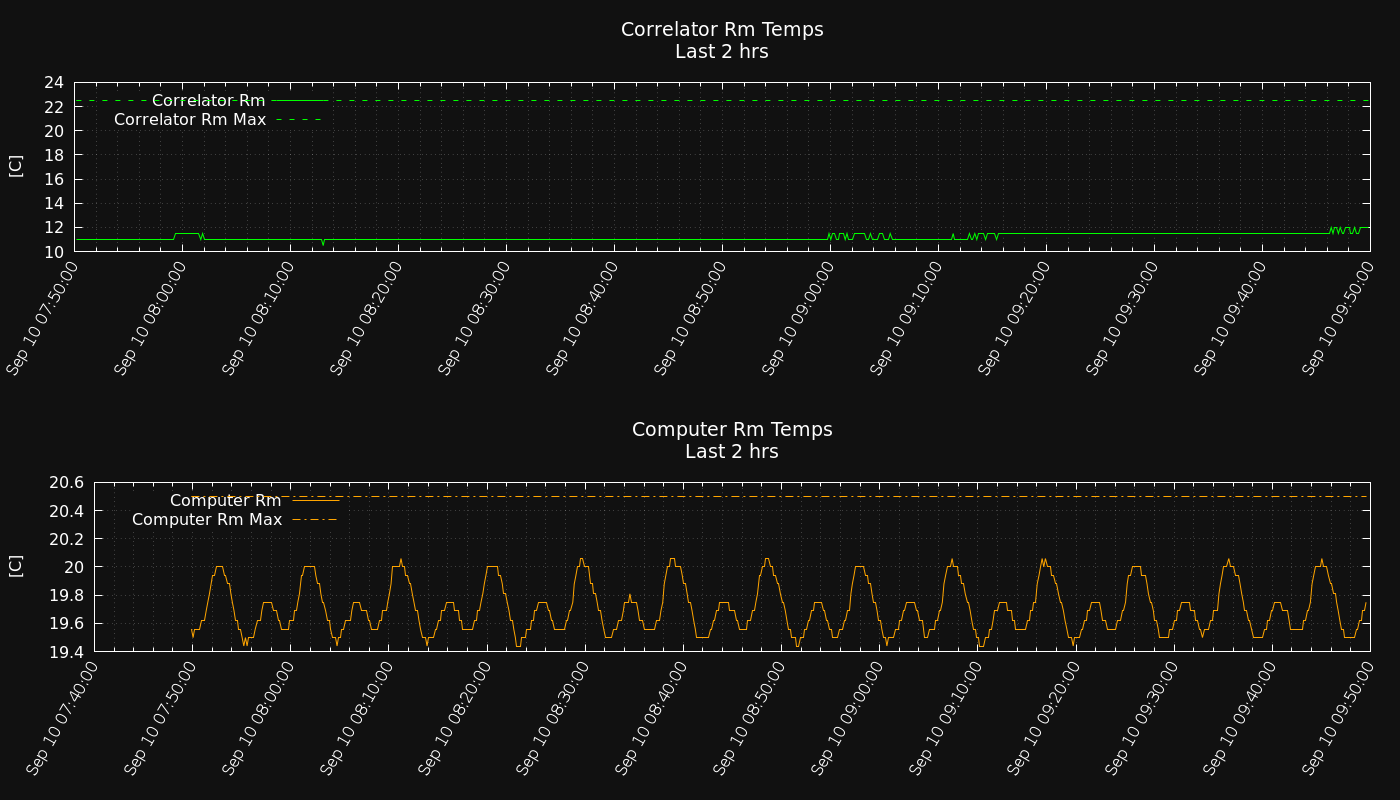 Correlator Rm Temps
Last 2 hrs
24
22
20
18
16
14
12
10
[C]
Correlator Rm
Correlator Rm Max
Sep 10 07:50:00
Sep 10 08:00:00
Sep 10 08:10:00
Sep 10 08:20:00
Sep 10 08:30:00
Sep 10 08:40:00
Sep 10 08:50:00
Sep 10 09:00:00
Sep 10 09:10:00
Sep 10 09:20:00
Sep 10 09:30:00
Sep 10 09:40:00
Sep 10 09:50:00
Computer Rm Temps
Last 2 hrs
20.6
20.4
20.2
20
19.8
19.6
19.4
[C]
Computer Rm
Computer Rm Max
Sep 10 07:40:00
Sep 10 07:50:00
Sep 10 08:00:00
Sep 10 08:10:00
Sep 10 08:20:00
Sep 10 08:30:00
Sep 10 08:40:00
Sep 10 08:50:00
Sep 10 09:00:00
Sep 10 09:10:00
Sep 10 09:20:00
Sep 10 09:30:00
Sep 10 09:40:00
Sep 10 09:50:00